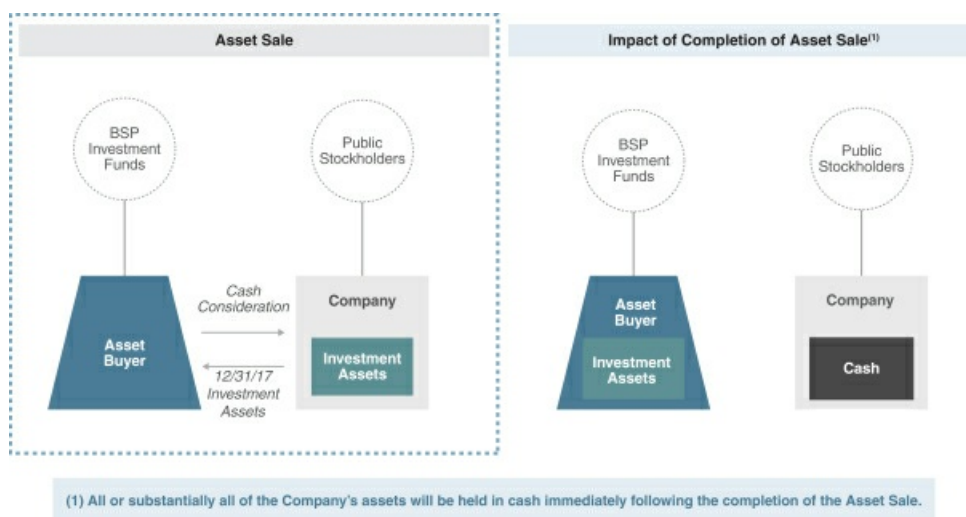 Asset Sale
BSP
Investment
Funds
Public
Stockholders
Asset
Buyer
Cash
Consideration
12/31/17
Investment
Assets
Company
Investment
Assets
Impact of Completion of Asset Sale(1)
BSP
Investment
Funds
Public
Stockholders
Asset
Buyer
Investment
Assets
Company
Cash
(1) All or substantially all of the Company's assets will be held in cash immediately following the completion of the Asset Sale.